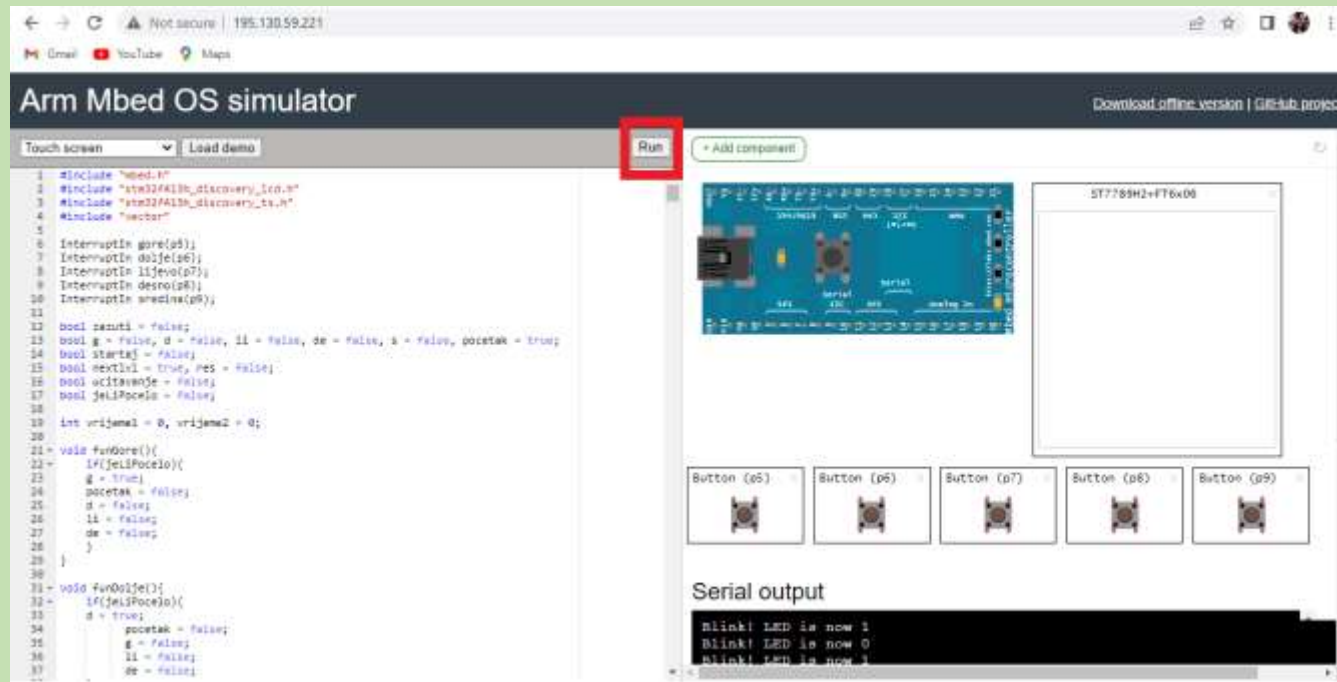 Not secure | 195.130.59.221
Gmail YouTube Maps
Arm Mbed OS simulator
Download offline version | GitHub projec
Touch screen Load demo Run + Add component
1 #include "mbed.h"
2 #include "stm32f413h_discovery_lcd.h"
3 #include "stm32f413h_discovery_ts.h"
4 #include "vector"
5
6 InterruptIn gore(p5);
7 InterruptIn dolje(p6);
8 InterruptIn lijevo(p7);
9 InterruptIn desno(p8);
10 InterruptIn sredina(p9);
11
12 bool zazuti = false;
13 bool g = false, d = false, li = false, de = false, s = false, pocetak = true;
14 bool startaj = false;
15 bool nextlvl = true, res = false;
16 bool ucitavanje = false;
17 bool jeLiPocelo = false;
18
19 int vrijeme1 = 0, vrijeme2 = 0;
20
21 void funGore(){
22 if(jeLiPocelo){
23 g = true;
24 pocetak = false;
25 d = false;
26 li = false;
27 de = false;
28 }
29 }
30
31 void funDolje(){
32 if(jeLiPocelo){
33 d = true;
34 pocetak = false;
35 g = false;
36 li = false;
37 de = false;
ST7789H2+FT6x06
Button (p5) Button (p6) Button (p7) Button (p8) Button (p9)
Serial output
Blink! LED is now 1
Blink! LED is now 0
Blink! LED is now 1